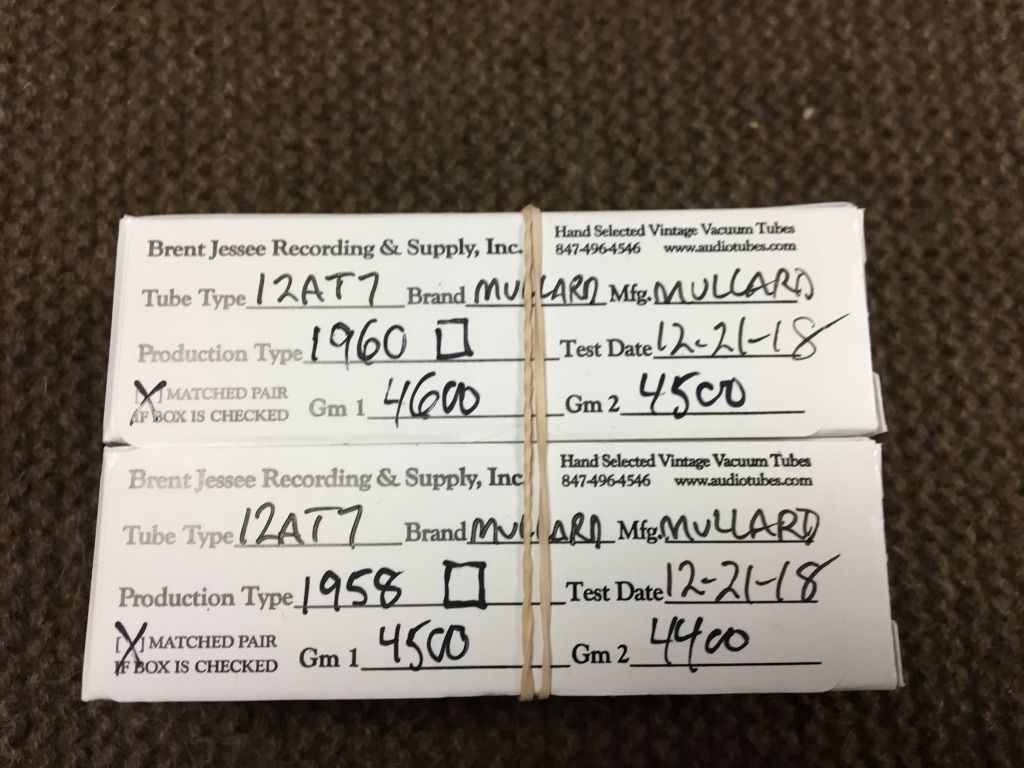 Brent Jessee Recording & Supply, Inc.
Hand Selected Vintage Vacuum Tubes
847-496-4546 www.audiotubes.com
Tube Type 12AT7 Brand MULLARD Mfg. MULLARD
Production Type 1960 Test Date 12-21-18
[X] MATCHED PAIR
IF BOX IS CHECKED Gm 1 4600 Gm 2 4500
Brent Jessee Recording & Supply, Inc
Hand Selected Vintage Vacuum Tubes
847-496-4546 www.audiotubes.com
Tube Type 12AT7 Brand MULLARD Mfg. MULLARD
Production Type 1958 Test Date 12-21-18
[X] MATCHED PAIR
IF BOX IS CHECKED Gm 1 4500 Gm 2 4400